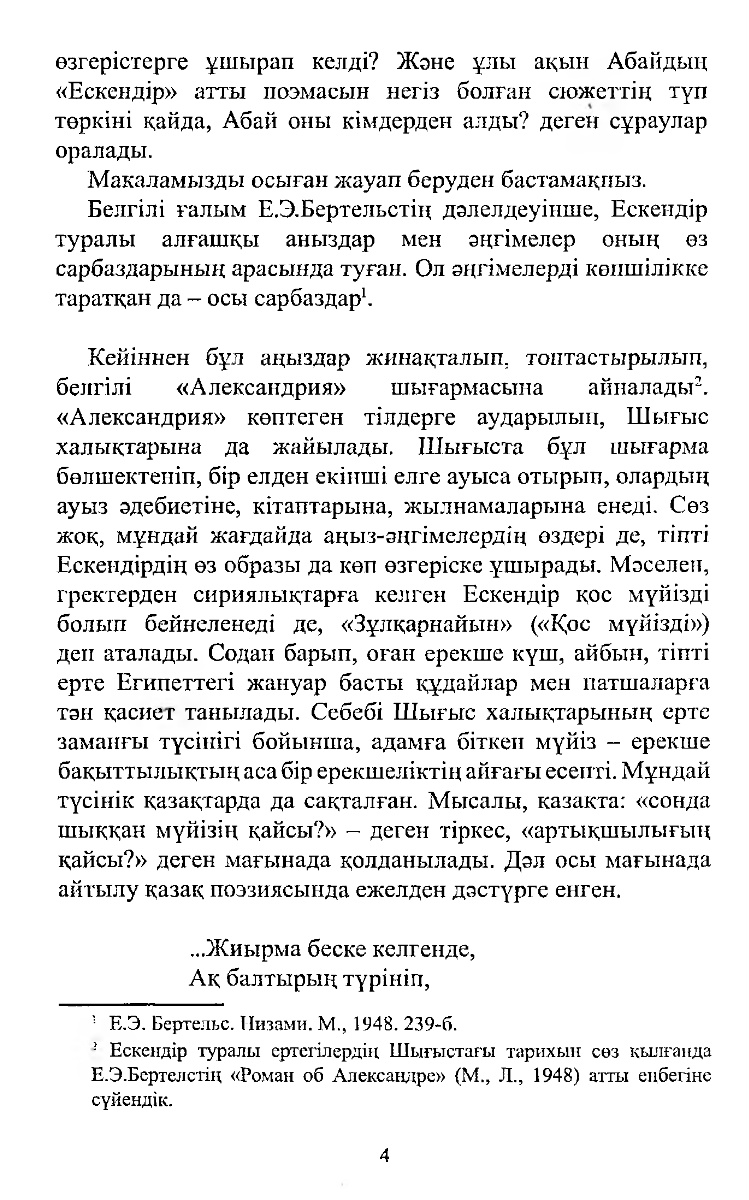 өзгерістерге ұшырап келді? Және ұлы ақын Абайдың
«Ескендір» атты поэмасын негіз болған сюжеттің түп
төркіні қайда, Абай оны кімдерден алды? деген сұраулар
оралады.
Мақаламызды осыған жауап беруден бастамақпыз.
Белгілі ғалым Е.Э.Бертельстің дәлелдеуінше, Ескендір
туралы алғашқы аныздар мен әңгімелер оның өз
сарбаздарының арасында туған. Ол әңгімелерді көпшілікке
таратқан да – осы сарбаздар¹.
Кейіннен бұл аңыздар жинақталып, топтастырылып,
белгілі «Александрия» шығармасына айналады².
«Александрия» көптеген тілдерге аударылып, Шығыс
халықтарына да жайылады. Шығыста бұл шығарма
бөлшектеніп, бір елден екінші елге ауыса отырып, олардың
ауыз әдебиетіне, кітаптарына, жылнамаларына енеді. Сөз
жоқ, мұндай жағдайда аңыз-әңгімелердің өздері де, тіпті
Ескендірдің өз образы да көп өзгеріске ұшырады. Мәселен,
гректерден сириялықтарға келген Ескендір қос мүйізді
болып бейнеленеді де, «Зұлқарнайын» («Қос мүйізді»)
деп аталады. Содан барып, оған ерекше күш, айбын, тіпті
ерте Египеттегі жануар басты құдайлар мен патшаларға
тән қасиет танылады. Себебі Шығыс халықтарының ерте
заманғы түсінігі бойынша, адамға біткен мүйіз – ерекше
бақыттылықтың аса бір ерекшеліктің айғағы есепті. Мұндай
түсінік қазақтарда да сақталған. Мысалы, қазақта: «сонда
шыққан мүйізің қайсы?» – деген тіркес, «артықшылығың
қайсы?» деген мағынада қолданылады. Дәл осы мағынада
айтылу қазақ поэзиясында ежелден дәстүрге енген.
...Жиырма беске келгенде,
Ақ балтырың түрініп,
¹ Е.Э. Бертельс. Низами. М., 1948. 239-б.
² Ескендір туралы ертегілердің Шығыстағы тарихын сөз қылғанда
Е.Э.Бертелстің «Роман об Александре» (М., Л., 1948) атты еңбегіне
сүйендік.
4